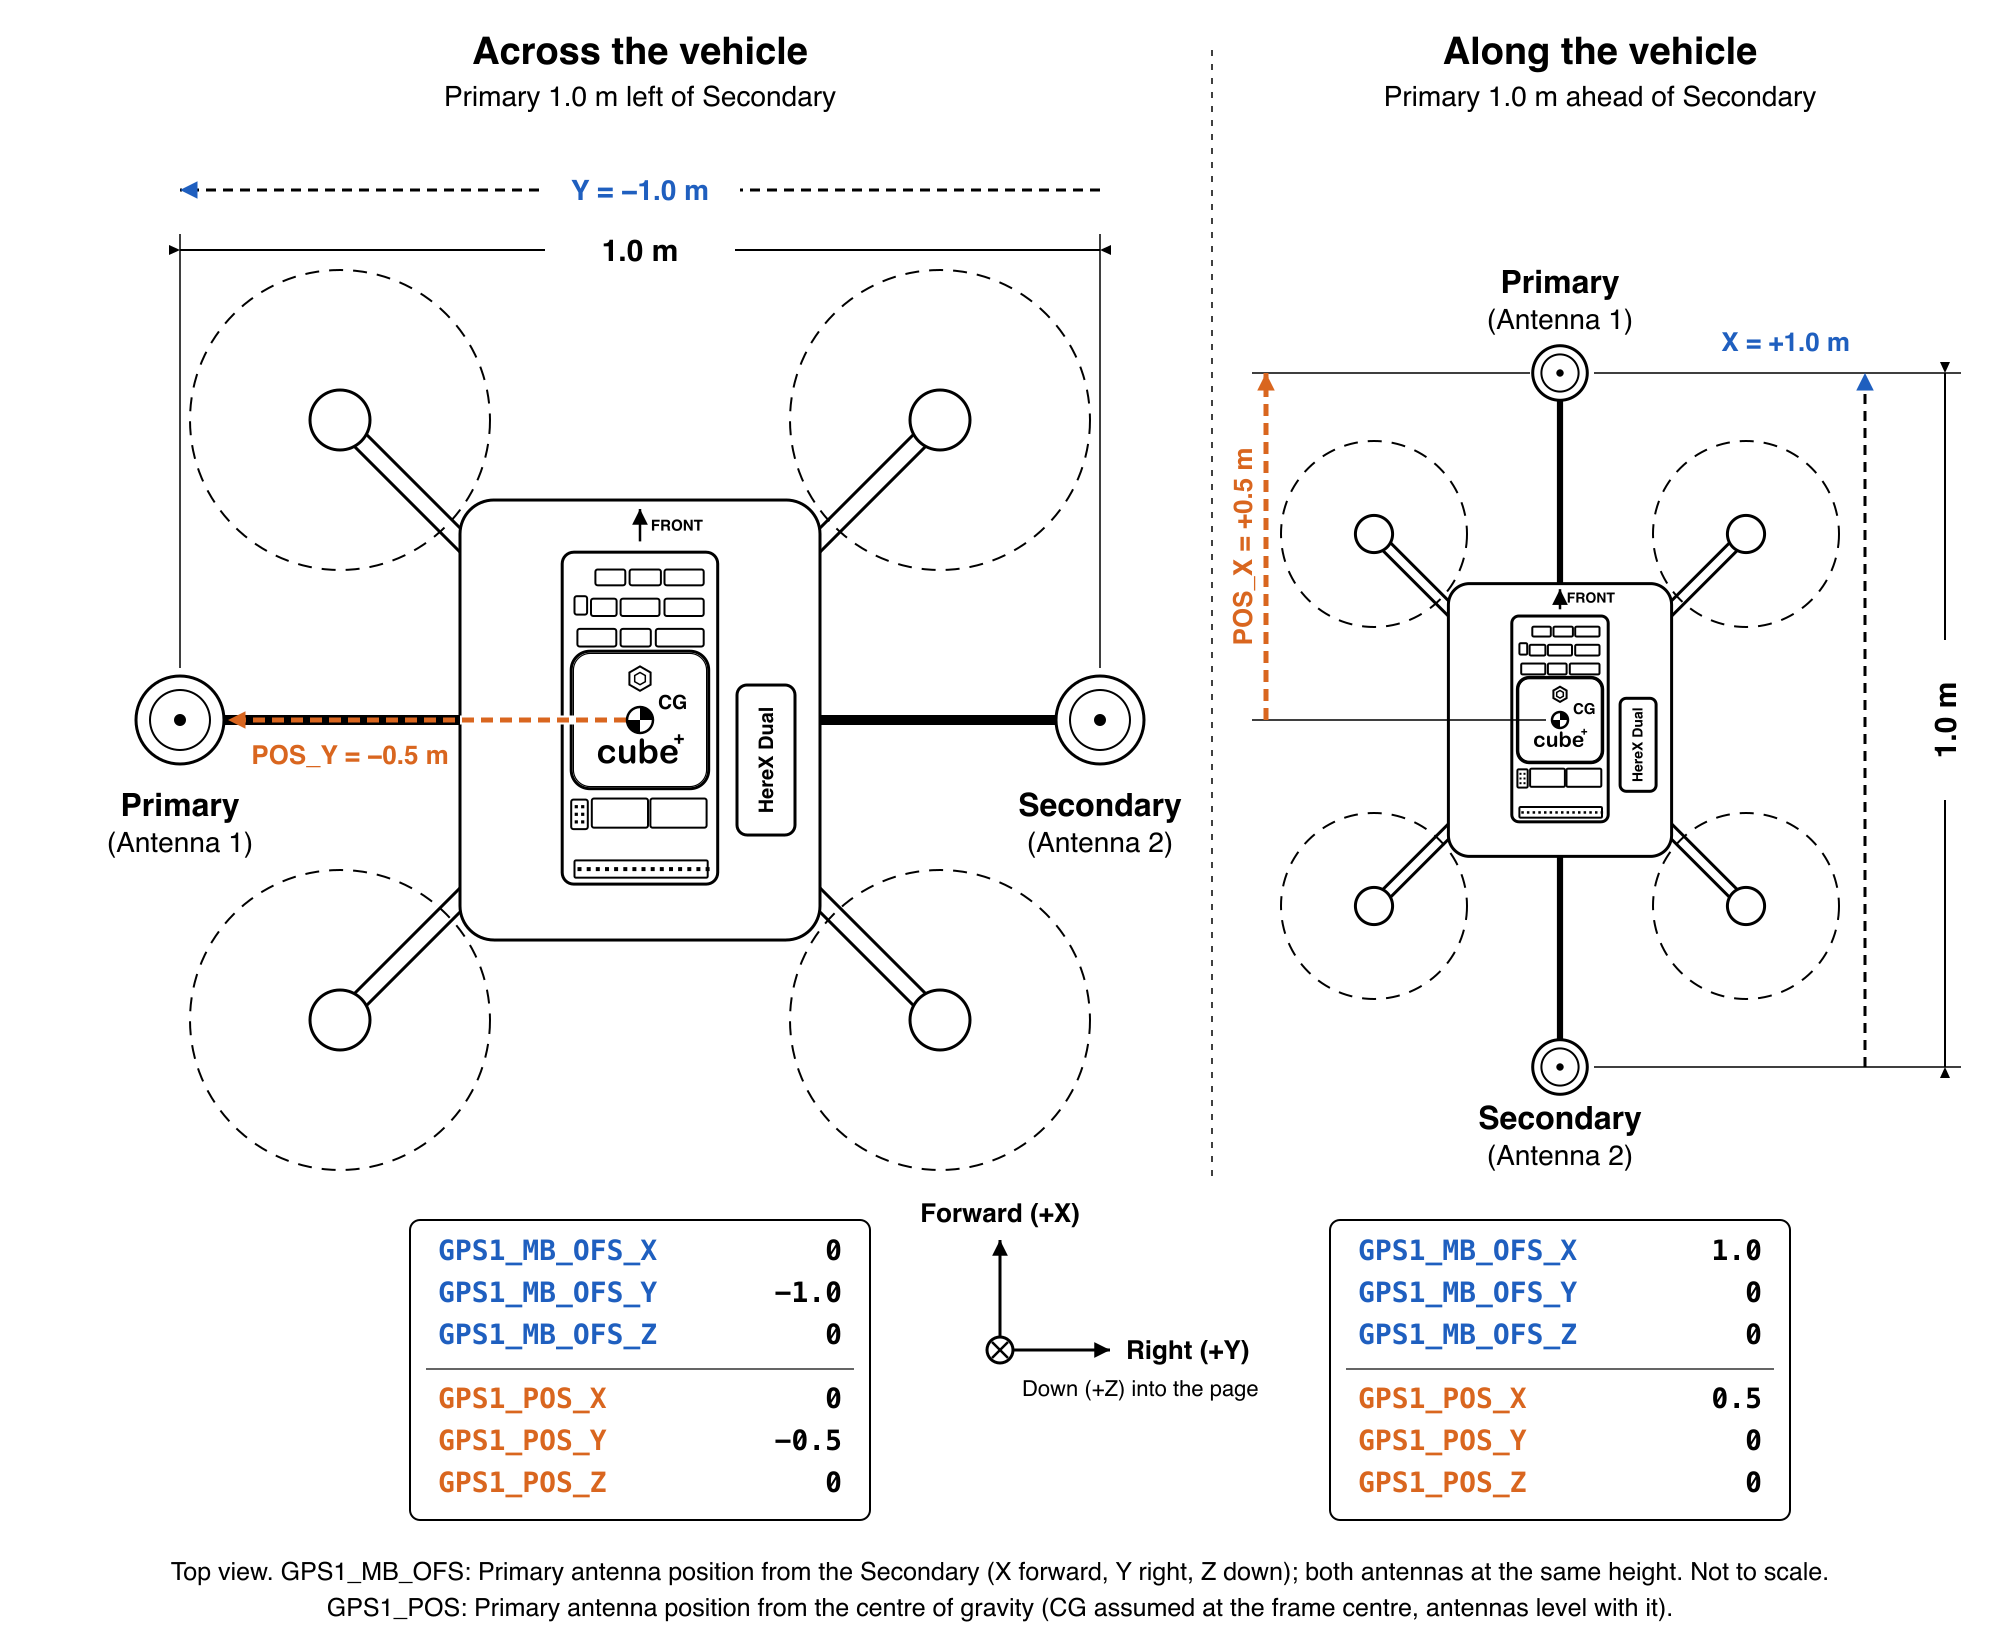 Across the vehicle
Primary 1.0 m left of Secondary
Y = −1.0 m
1.0 m
FRONT
CG
cube+
HereX Dual
POS_Y = −0.5 m
Primary
(Antenna 1)
Secondary
(Antenna 2)
Along the vehicle
Primary 1.0 m ahead of Secondary
Primary
(Antenna 1)
X = +1.0 m
POS_X = +0.5 m
FRONT
CG
cube+
HereX Dual
1.0 m
Secondary
(Antenna 2)
GPS1_MB_OFS_X 0
GPS1_MB_OFS_Y −1.0
GPS1_MB_OFS_Z 0
GPS1_POS_X 0
GPS1_POS_Y −0.5
GPS1_POS_Z 0
Forward (+X)
Right (+Y)
Down (+Z) into the page
GPS1_MB_OFS_X 1.0
GPS1_MB_OFS_Y 0
GPS1_MB_OFS_Z 0
GPS1_POS_X 0.5
GPS1_POS_Y 0
GPS1_POS_Z 0
Top view. GPS1_MB_OFS: Primary antenna position from the Secondary (X forward, Y right, Z down); both antennas at the same height. Not to scale.
GPS1_POS: Primary antenna position from the centre of gravity (CG assumed at the frame centre, antennas level with it).